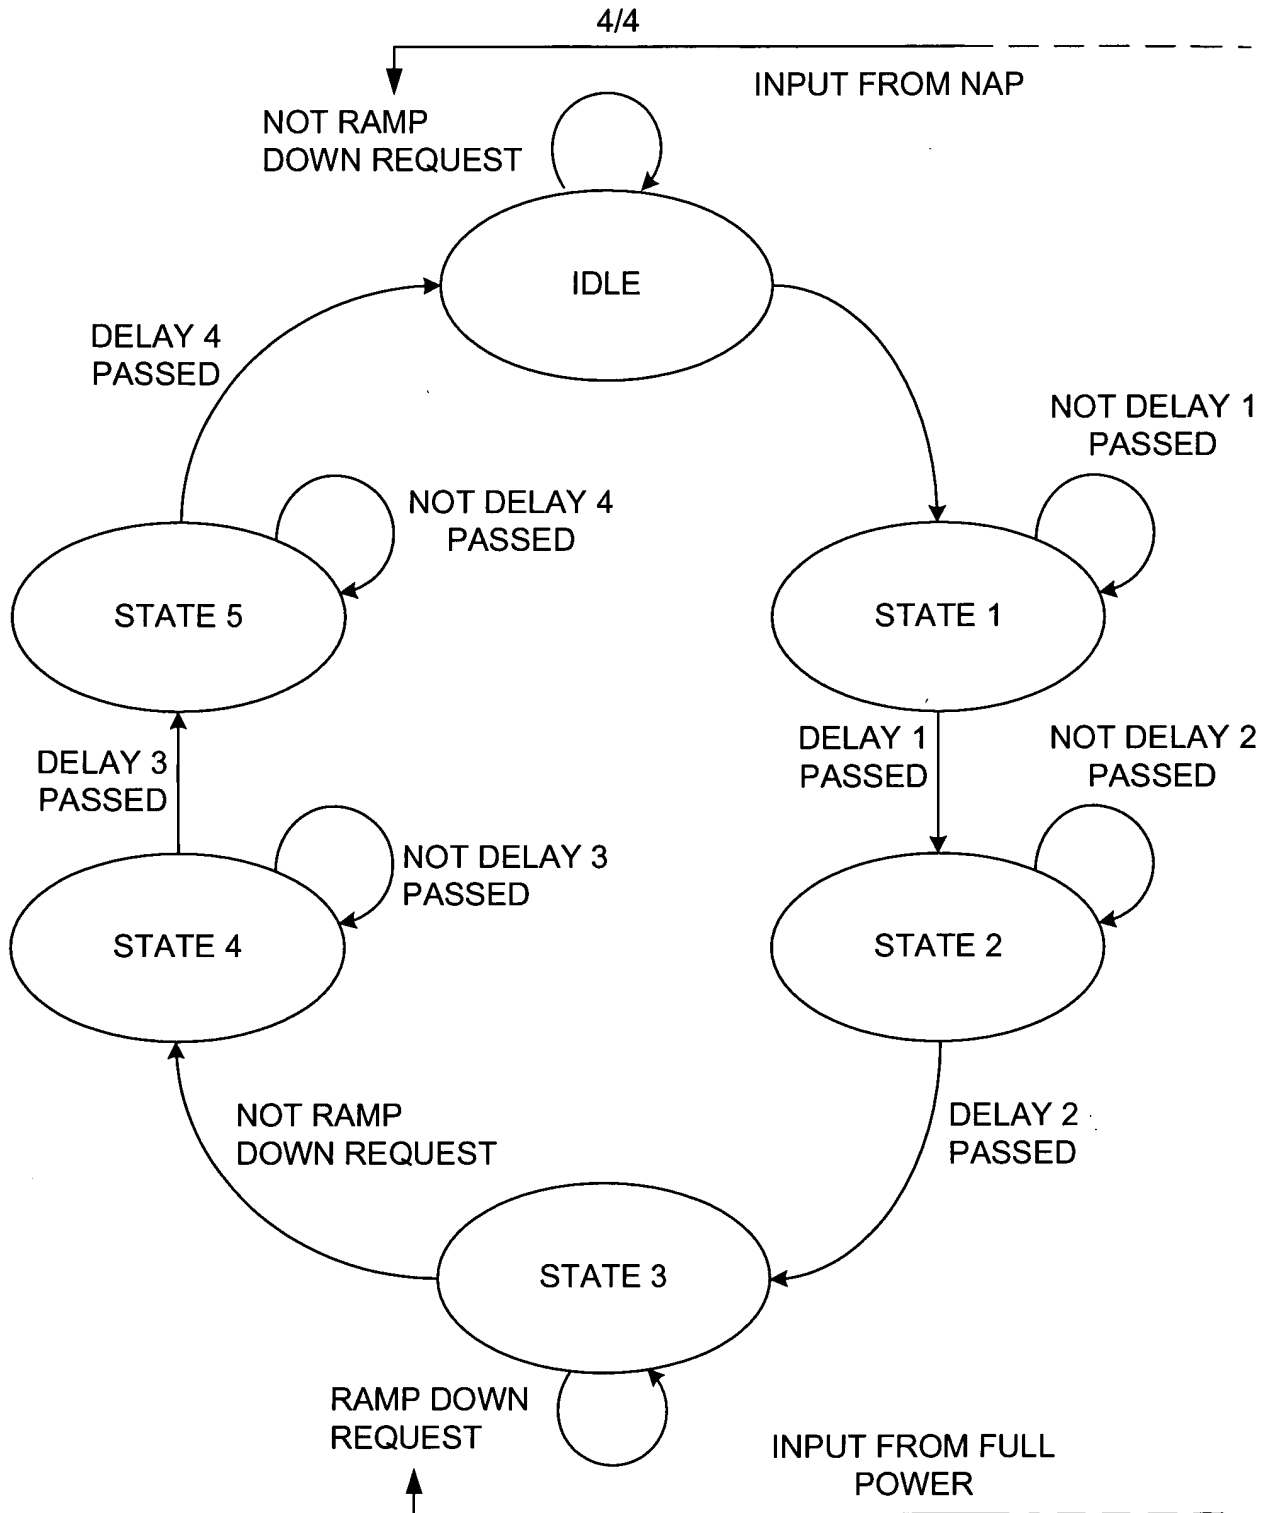 4/4
INPUT FROM NAP
NOT RAMP
DOWN REQUEST
IDLE
DELAY 4
PASSED
NOT DELAY 1
PASSED
NOT DELAY 4
PASSED
STATE 5
STATE 1
DELAY 3
PASSED
DELAY 1
PASSED
NOT DELAY 2
PASSED
NOT DELAY 3
PASSED
STATE 4
STATE 2
NOT RAMP
DOWN REQUEST
DELAY 2
PASSED
STATE 3
RAMP DOWN
REQUEST
INPUT FROM FULL
POWER